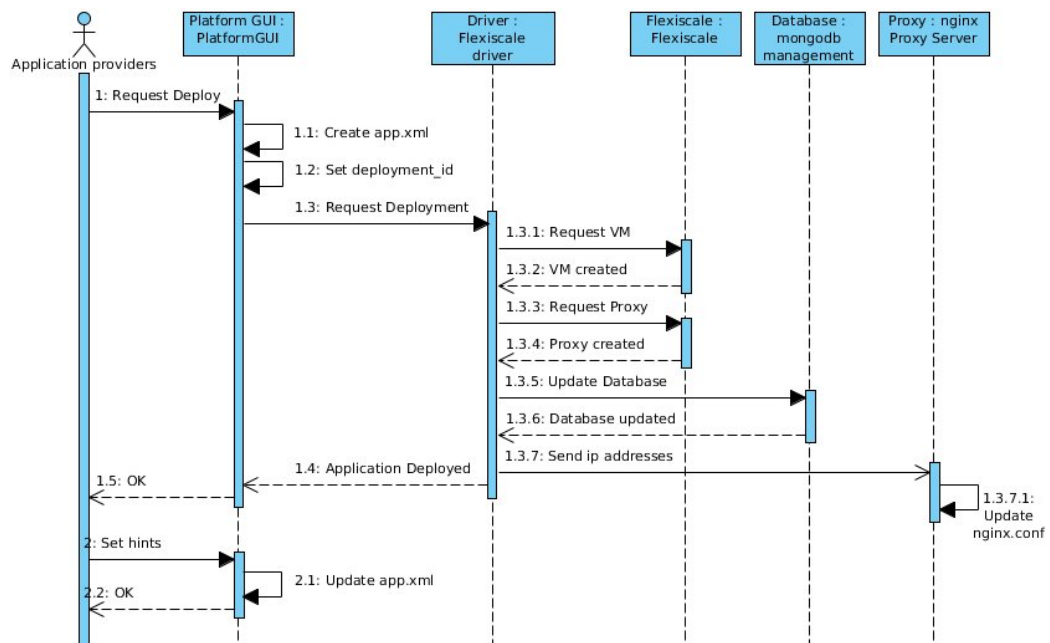 Platform GUI :
PlatformGUI
Driver :
Flexiscale
driver
Flexiscale :
Flexiscale
Database :
mongodb
management
Proxy : nginx
Proxy Server
Application providers
1: Request Deploy
1.1: Create app.xml
1.2: Set deployment_id
1.3: Request Deployment
1.3.1: Request VM
1.3.2: VM created
1.3.3: Request Proxy
1.3.4: Proxy created
1.3.5: Update Database
1.3.6: Database updated
1.3.7: Send ip addresses
1.4: Application Deployed
1.5: OK
1.3.7.1:
Update
nginx.conf
2: Set hints
2.1: Update app.xml
2.2: OK